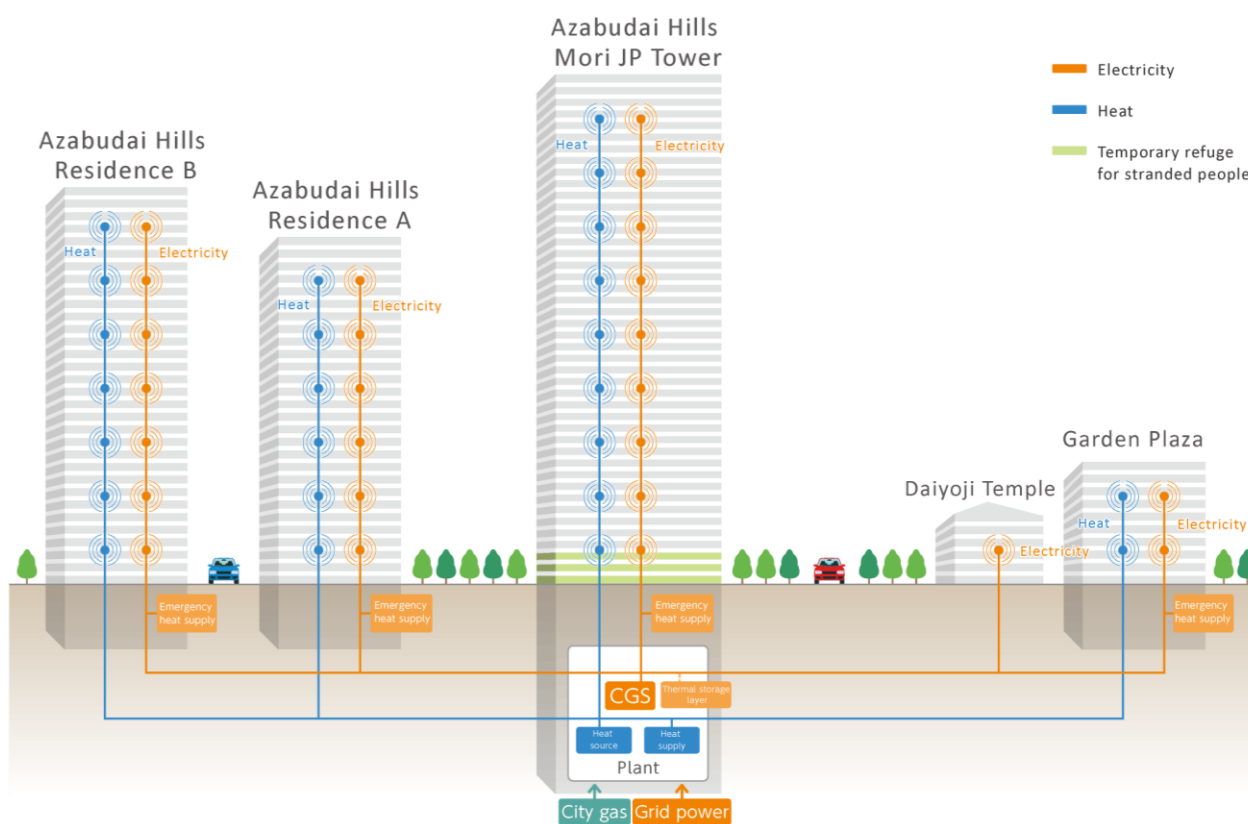 Azabudai Hills
Mori JP Tower
Electricity
Heat
Temporary refuge
for stranded people
Azabudai Hills
Residence B
Azabudai Hills
Residence A
Heat
Electricity
Heat
Electricity
Heat
Electricity
Garden Plaza
Daiyoji Temple
Heat
Electricity
Electricity
Emergency
heat supply
Emergency
heat supply
Emergency
heat supply
Emergency
heat supply
CGS
Thermal storage
layer
Heat
source
Heat
supply
Plant
City gas
Grid power